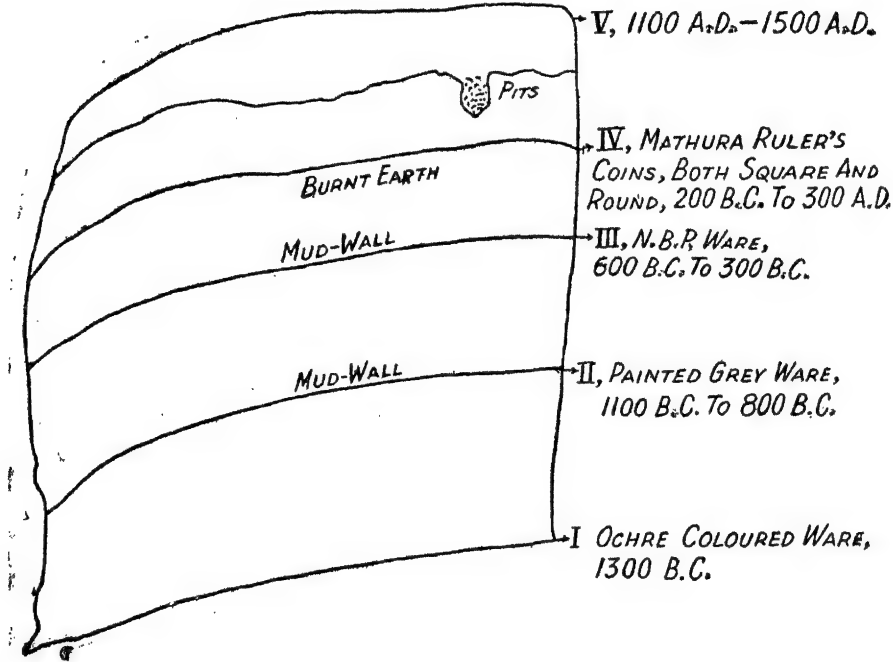 V, 1100 A.D.-1500 A.D.
PITS
IV, MATHURA RULER'S
COINS, BOTH SQUARE AND
ROUND, 200 B.C. TO 300 A.D.
BURNT EARTH
MUD-WALL
III, N.B.P. WARE,
600 B.C. TO 300 B.C.
MUD-WALL
II, PAINTED GREY WARE,
1100 B.C. TO 800 B.C.
I OCHRE COLOURED WARE,
1300 B.C.